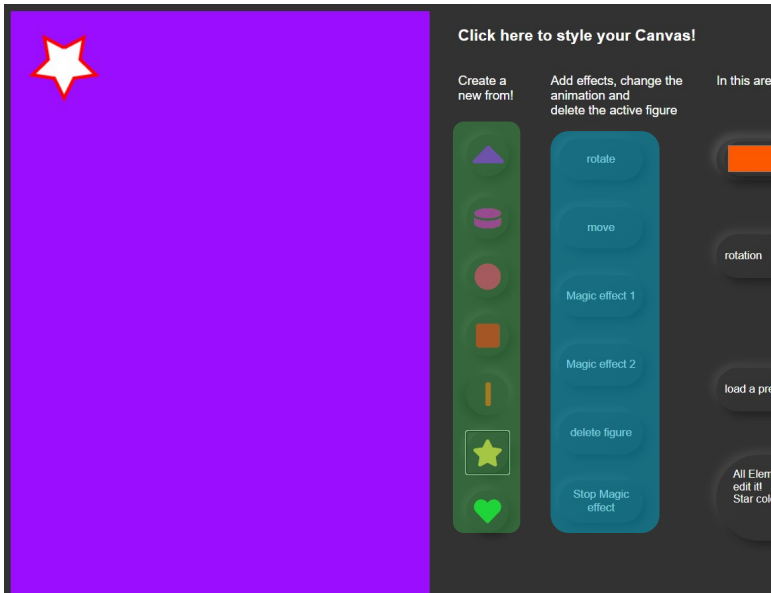 Click here to style your Canvas!
Create a
new from!
Add effects, change the
animation and
delete the active figure
In this are
rotate
move
Magic effect 1
Magic effect 2
delete figure
Stop Magic
effect
rotation
load a pre
All Elem
edit it!
Star col